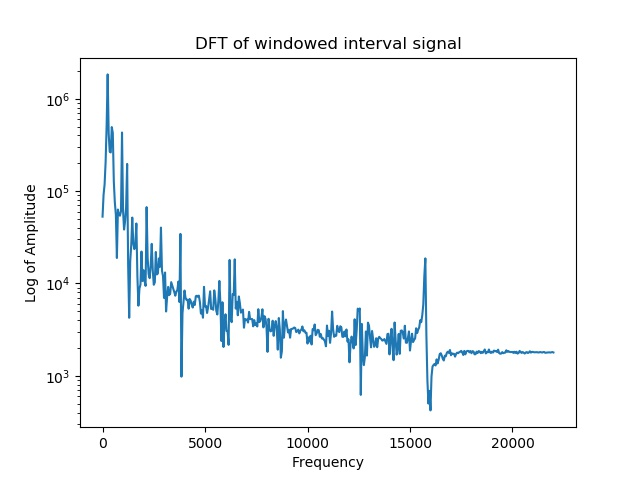 DFT of windowed interval signal
10⁶
10⁵
10⁴
10³
Log of Amplitude
0 5000 10000 15000 20000
Frequency